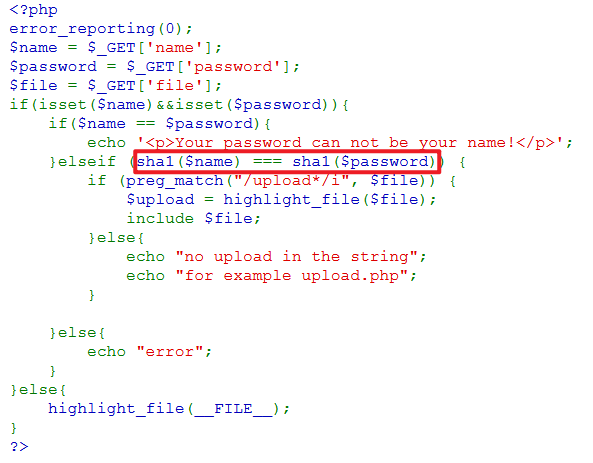 <?php
error_reporting(0);
$name = $_GET['name'];
$password = $_GET['password'];
$file = $_GET['file'];
if(isset($name)&&isset($password)){
    if($name == $password){
        echo '<p>Your password can not be your name!</p>';
    }elseif (sha1($name) === sha1($password)) {
        if (preg_match("/upload*/i", $file)) {
            $upload = highlight_file($file);
            include $file;
        }else{
            echo "no upload in the string";
            echo "for example upload.php";
        }

    }else{
        echo "error";
    }
}else{
    highlight_file(__FILE__);
}
?>